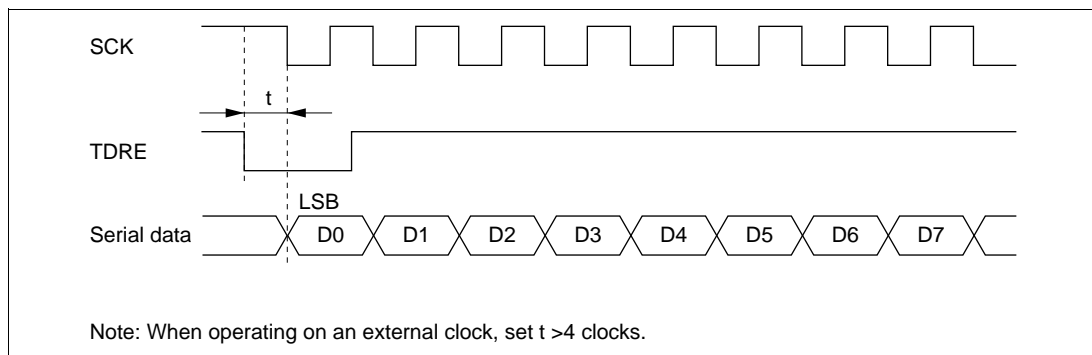 SCK
t
TDRE
LSB
Serial data
D0 D1 D2 D3 D4 D5 D6 D7
Note: When operating on an external clock, set t >4 clocks.